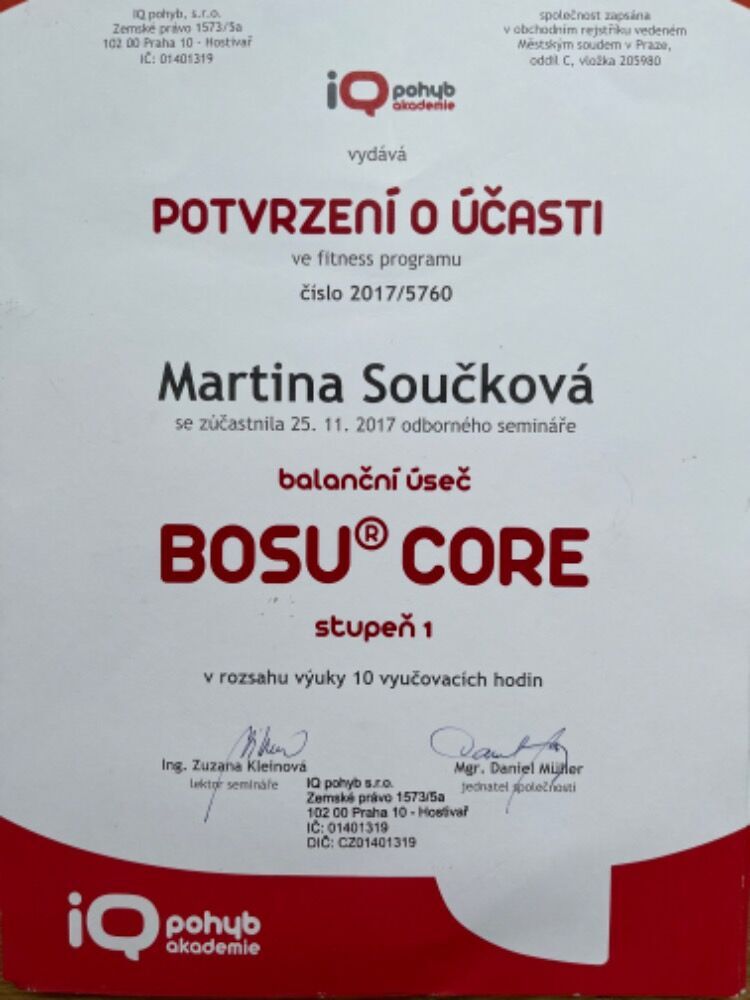 IQ pohyb, s.r.o.
Zemské právo 1573/5a
102 00 Praha 10 - Hostivař
IČ: 01401319
společnost zapsána
v obchodním rejstříku vedeném
Městským soudem v Praze,
oddíl C, vložka 205980
iQ pohyb
akademie
vydává
POTVRZENÍ O ÚČASTI
ve fitness programu
číslo 2017/5760
Martina Součková
se zúčastnila 25. 11. 2017 odborného semináře
balanční úseč
BOSU® CORE
stupeň 1
v rozsahu výuky 10 vyučovacích hodin
Ing. Zuzana Kleinová
lektor semináře
Mgr. Daniel Müller
jednatel společnosti
IQ pohyb s.r.o.
Zemské právo 1573/5a
102 00 Praha 10 - Hostivař
IČ: 01401319
DIČ: CZ01401319
iQ pohyb
akademie